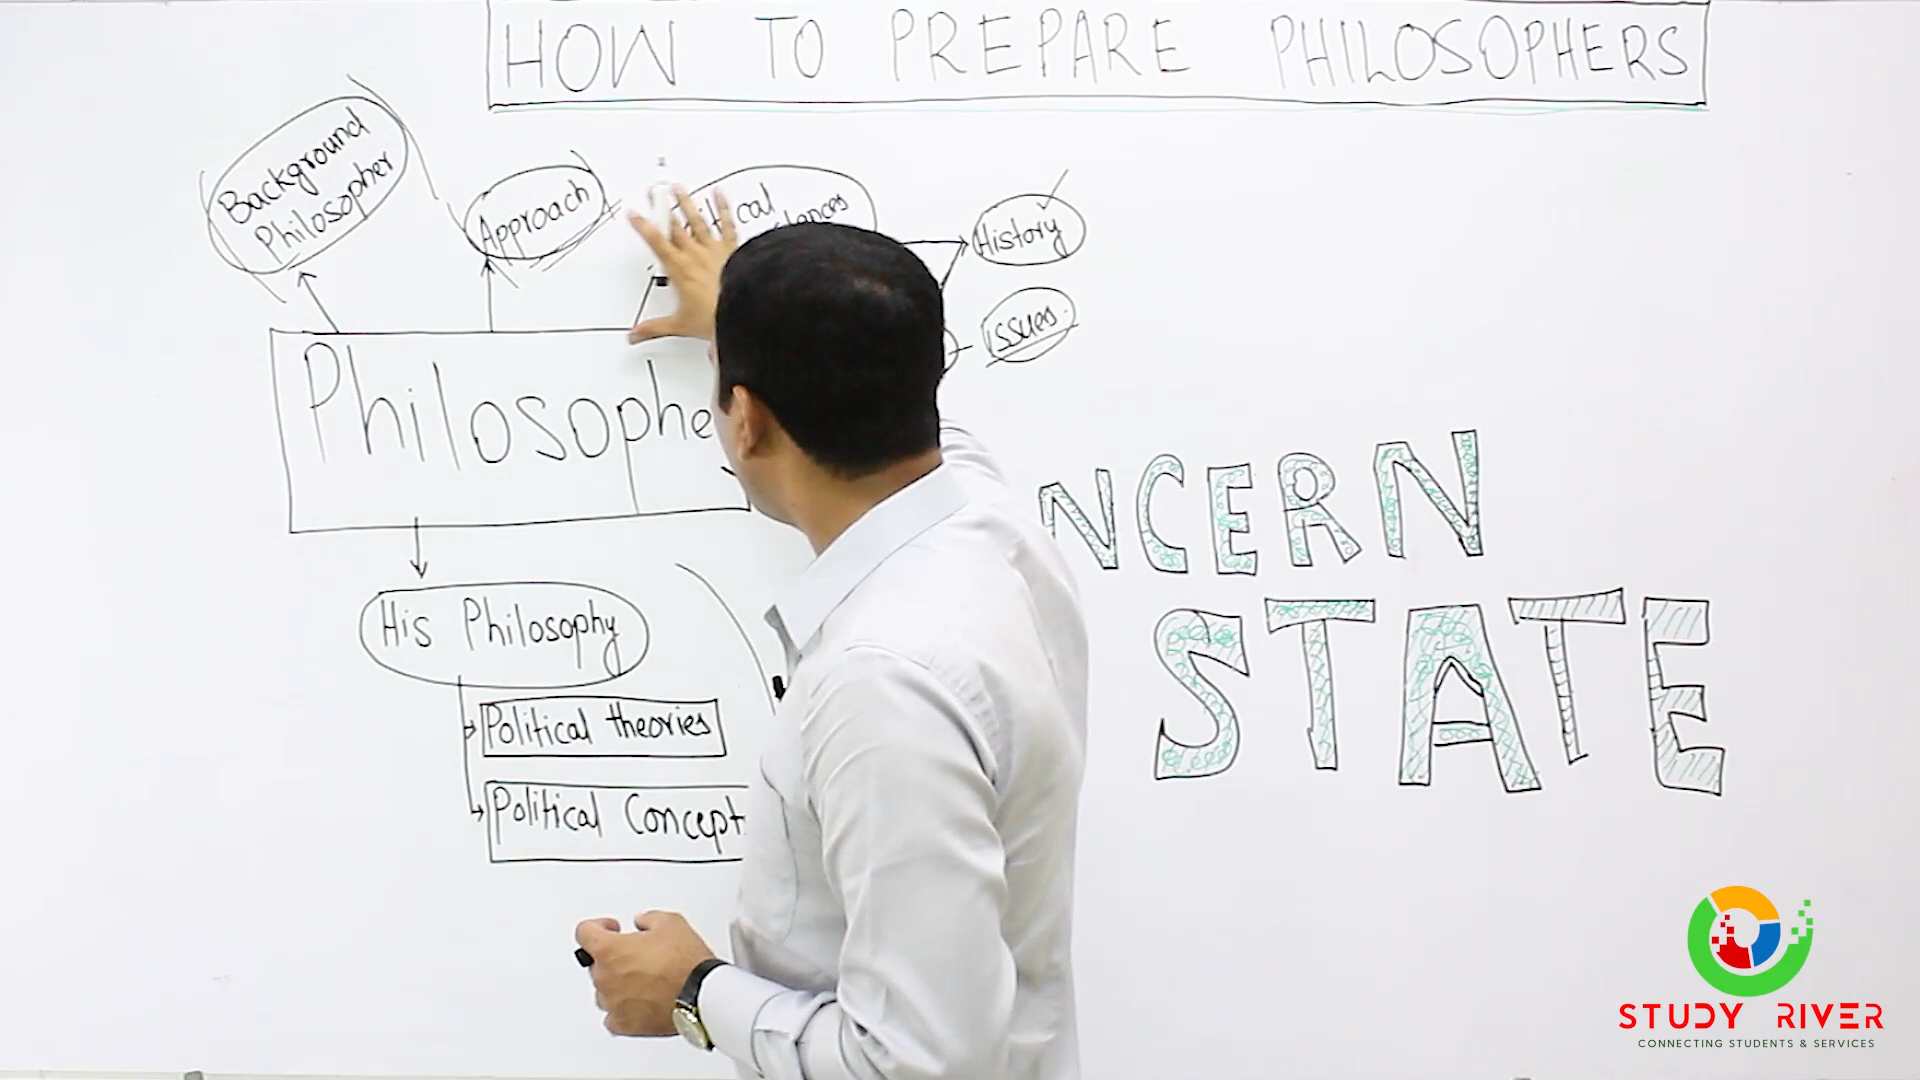 HOW TO PREPARE PHILOSOPHERS
Background
Philosopher
Approach
History
Issues.
Philosophe
NCERN
STATE
His Philosophy
Political theories
Political Concept
STUDY RIVER
CONNECTING STUDENTS & SERVICES